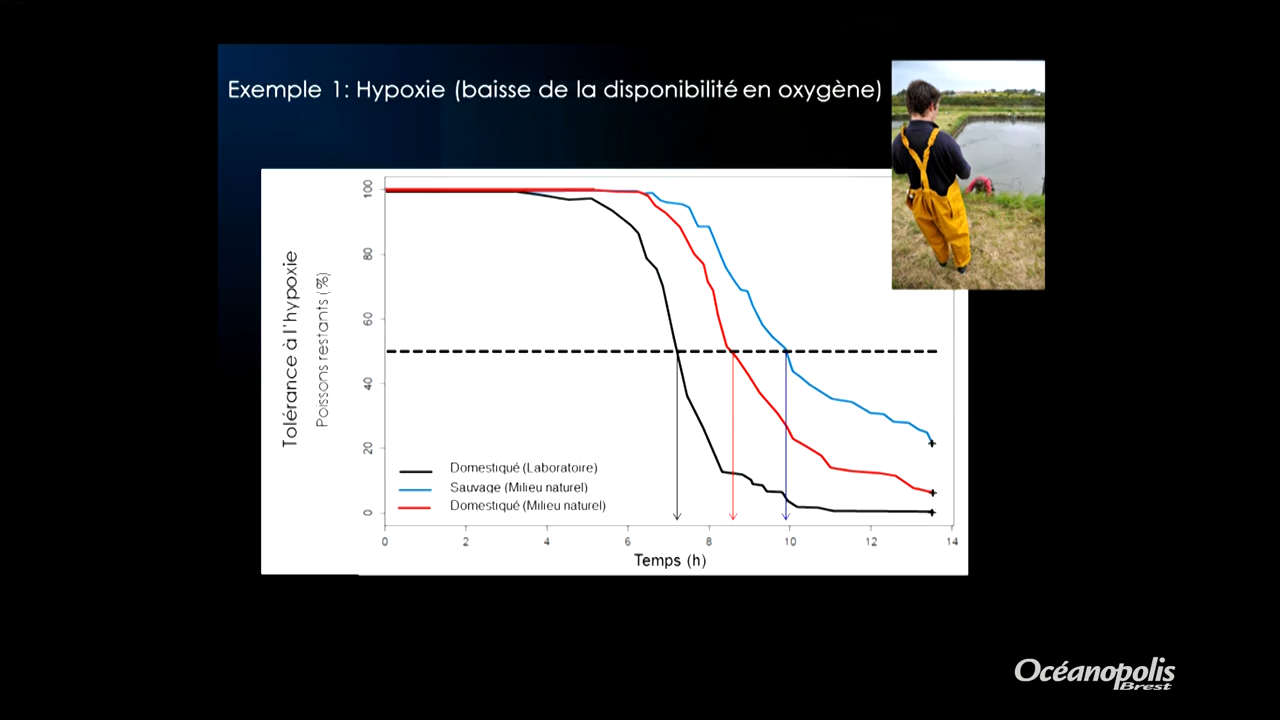 Exemple 1: Hypoxie (baisse de la disponibilité en oxygène)
Tolérance à l'hypoxie
Poissons restants (%)
100
80
60
40
20
0
Domestiqué (Laboratoire)
Sauvage (Milieu naturel)
Domestiqué (Milieu naturel)
0 2 4 6 8 10 12 14
Temps (h)
Océanopolis
Brest